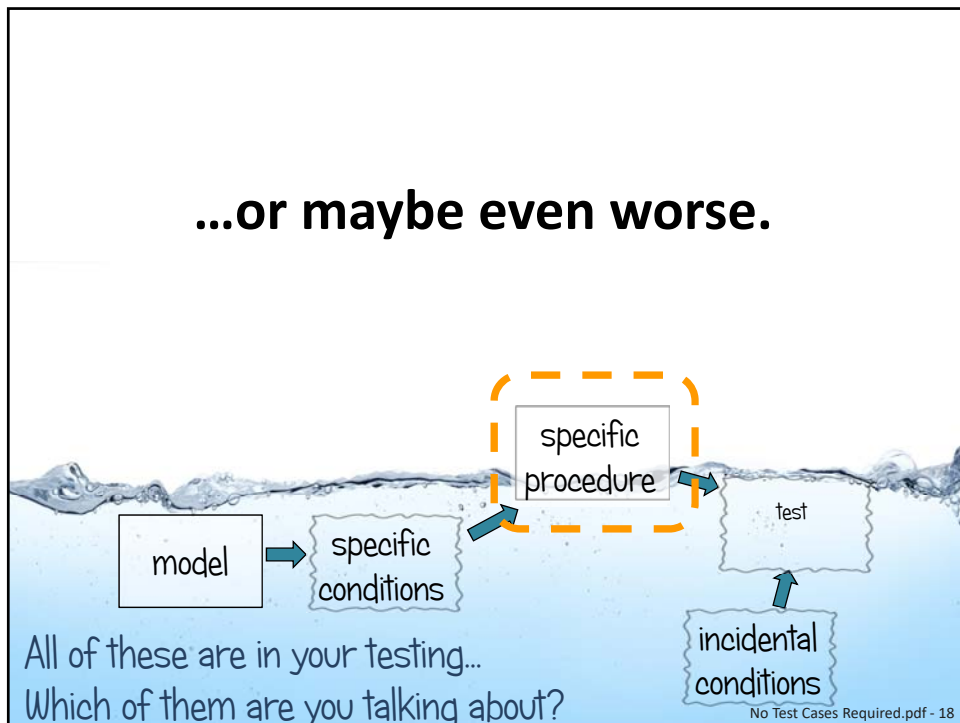 …or maybe even worse.
specific
procedure
test
model
specific
conditions
incidental
conditions
All of these are in your testing...
Which of them are you talking about?
No Test Cases Required.pdf - 18